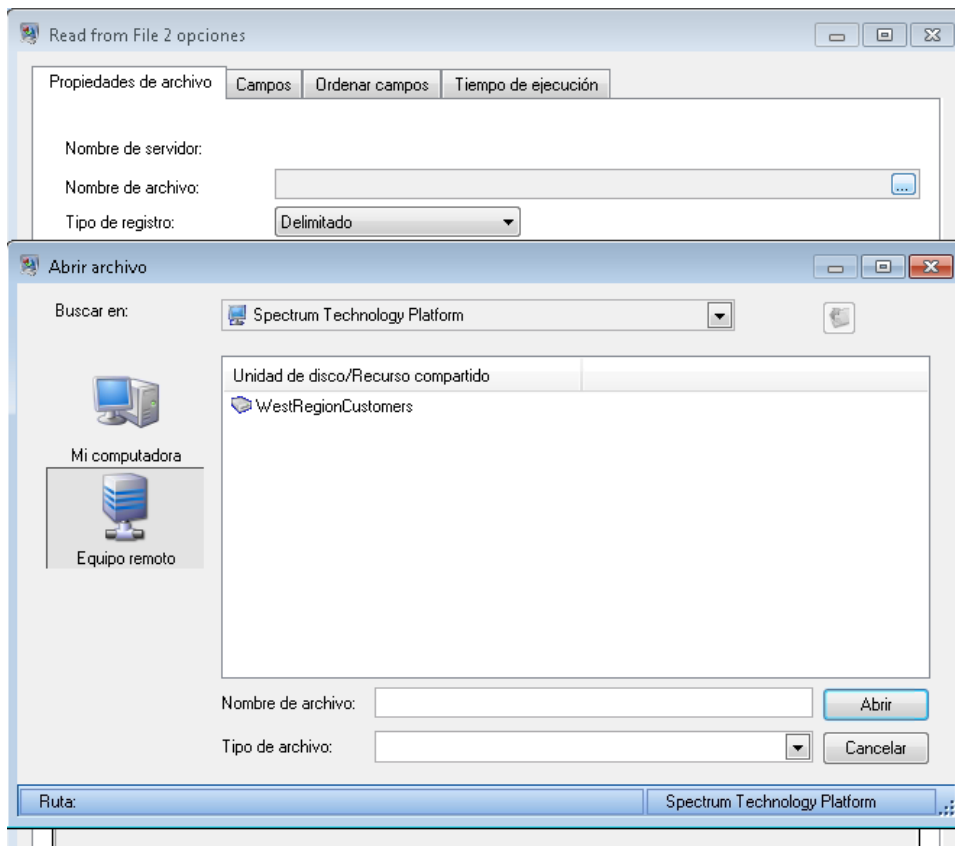 Read from File 2 opciones
Propiedades de archivo Campos Ordenar campos Tiempo de ejecución
Nombre de servidor:
Nombre de archivo: ...
Tipo de registro: Delimitado
Abrir archivo
Buscar en: Spectrum Technology Platform
Unidad de disco/Recurso compartido
WestRegionCustomers
Mi computadora
Equipo remoto
Nombre de archivo: Abrir
Tipo de archivo: Cancelar
Ruta: Spectrum Technology Platform